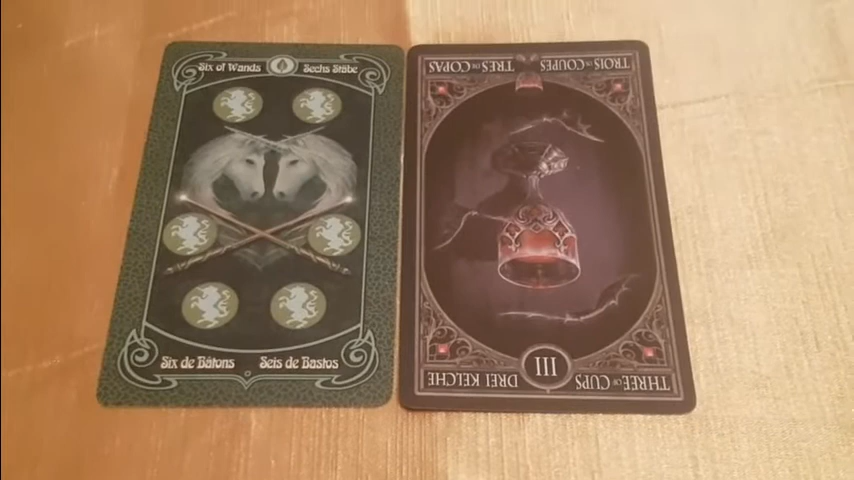 Six of Wands Sechs Stäbe
Six de Bâtons Seis de Bastos
TROIS DE COUPES TRES DE COPAS
III
THREE OF CUPS DREI KELCHE